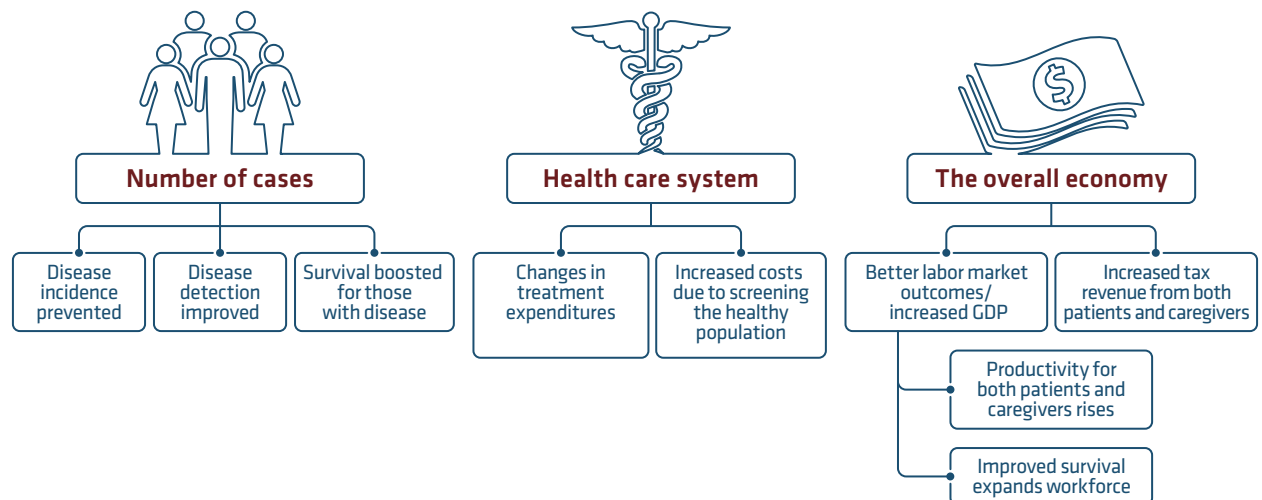 $
Number of cases
Health care system
The overall economy
Disease
incidence
prevented
Disease
detection
improved
Survival boosted
for those
with disease
Changes in
treatment
expenditures
Increased costs
due to screening
the healthy
population
Better labor market
outcomes/
increased GDP
Increased tax
revenue from both
patients and caregivers
Productivity for
both patients and
caregivers rises
Improved survival
expands workforce